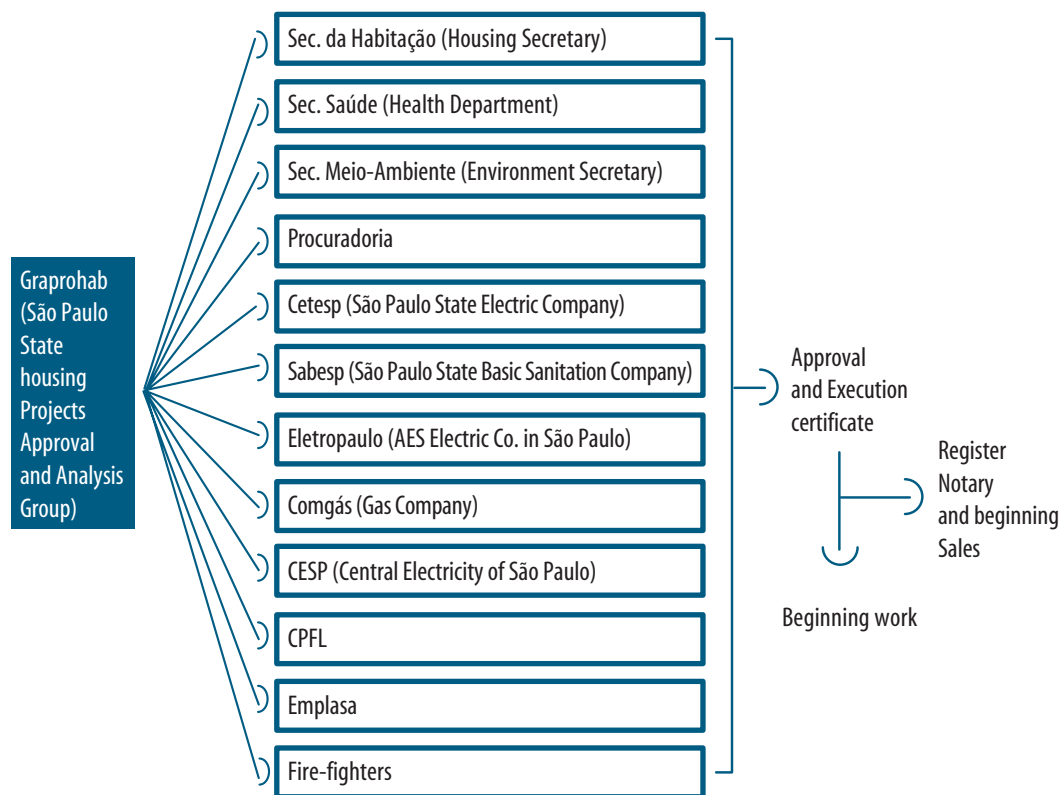 Graprohab
(São Paulo
State
housing
Projects
Approval
and Analysis
Group)
Sec. da Habitação (Housing Secretary)
Sec. Saúde (Health Department)
Sec. Meio-Ambiente (Environment Secretary)
Procuradoria
Cetesp (São Paulo State Electric Company)
Sabesp (São Paulo State Basic Sanitation Company)
Eletropaulo (AES Electric Co. in São Paulo)
Comgás (Gas Company)
CESP (Central Electricity of São Paulo)
CPFL
Emplasa
Fire-fighters
Approval
and Execution
certificate
Register
Notary
and beginning
Sales
Beginning work